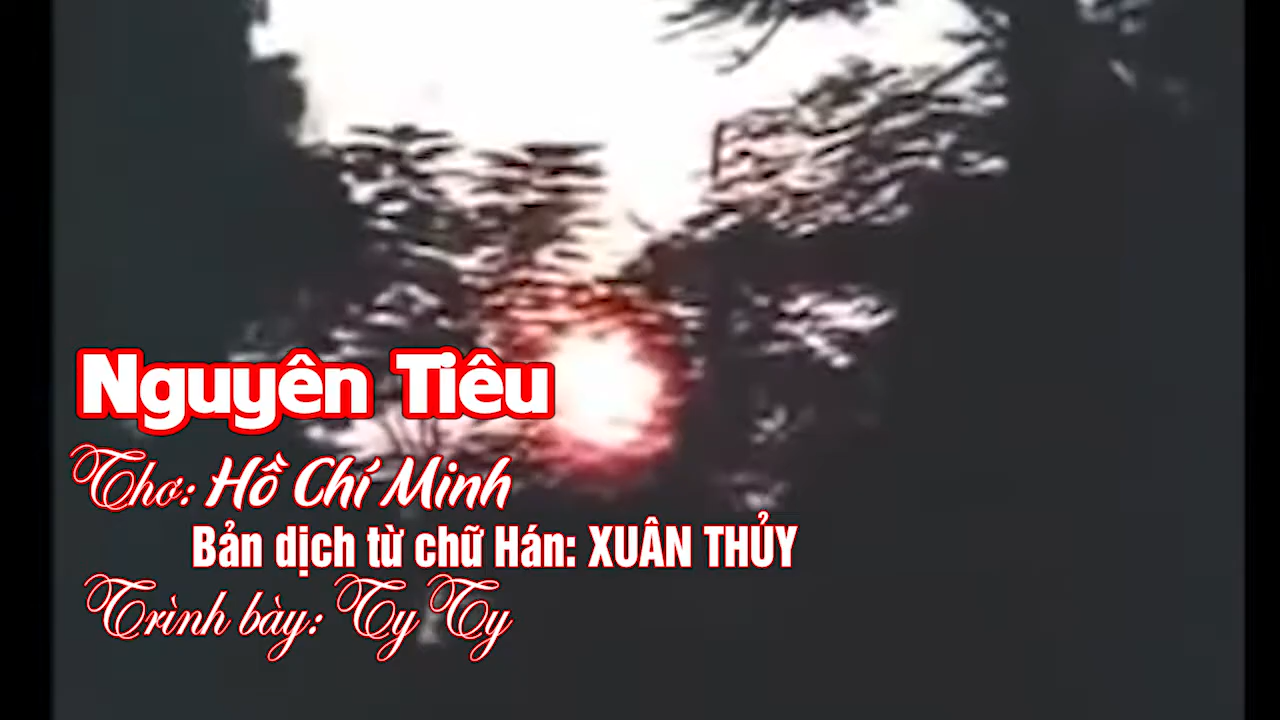 Nguyên Tiêu
Thơ: Hồ Chí Minh
Bản dịch từ chữ Hán: XUÂN THỦY
Trình bày: Ty Ty